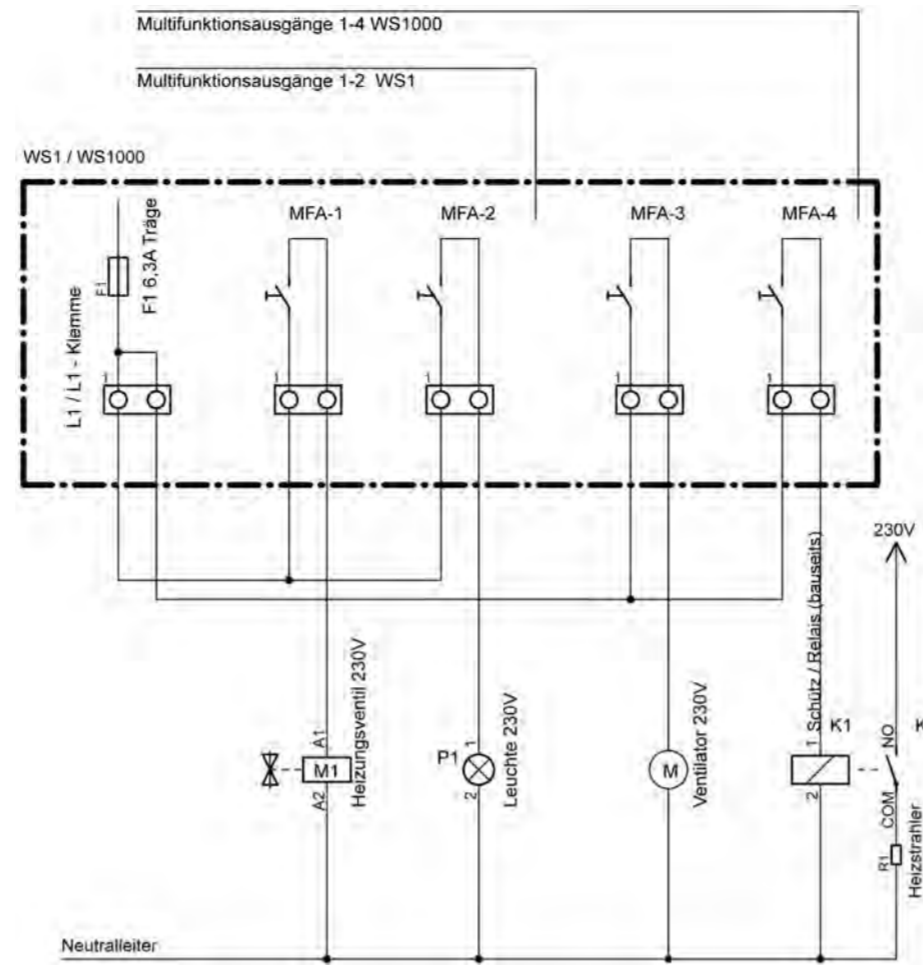 Multifunktionsausgänge 1-4 WS1000
Multifunktionsausgänge 1-2 WS1
WS1 / WS1000
MFA-1
MFA-2
MFA-3
MFA-4
F1
F1 6,3A Träge
L1 / L1 - Klemme
1
1
1
1
1
230V
Heizungsventil 230V
A1
M1
A2
Leuchte 230V
1
P1
2
Ventilator 230V
M
Schütz / Relais (bauseits)
1
K1
2
NO
K
COM
R1
Heizstrahler
Neutralleiter